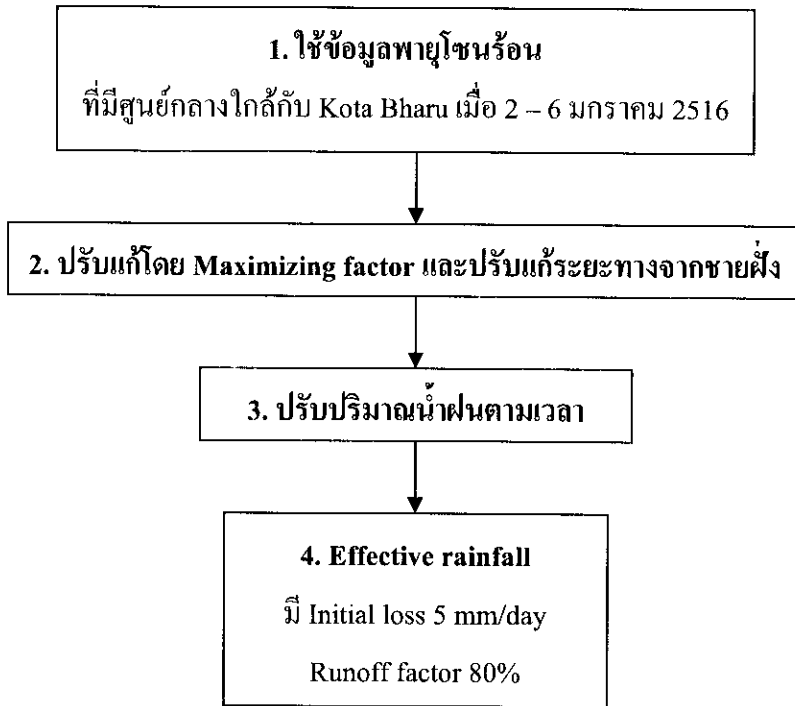 1. ใช้ข้อมูลพายุโซนร้อน
ที่มีศูนย์กลางใกล้กับ Kota Bharu เมื่อ 2 – 6 มกราคม 2516
2. ปรับแก้โดย Maximizing factor และปรับแก้ระยะทางจากชายฝั่ง
3. ปรับปริมาณน้ำฝนตามเวลา
4. Effective rainfall
มี Initial loss 5 mm/day
Runoff factor 80%